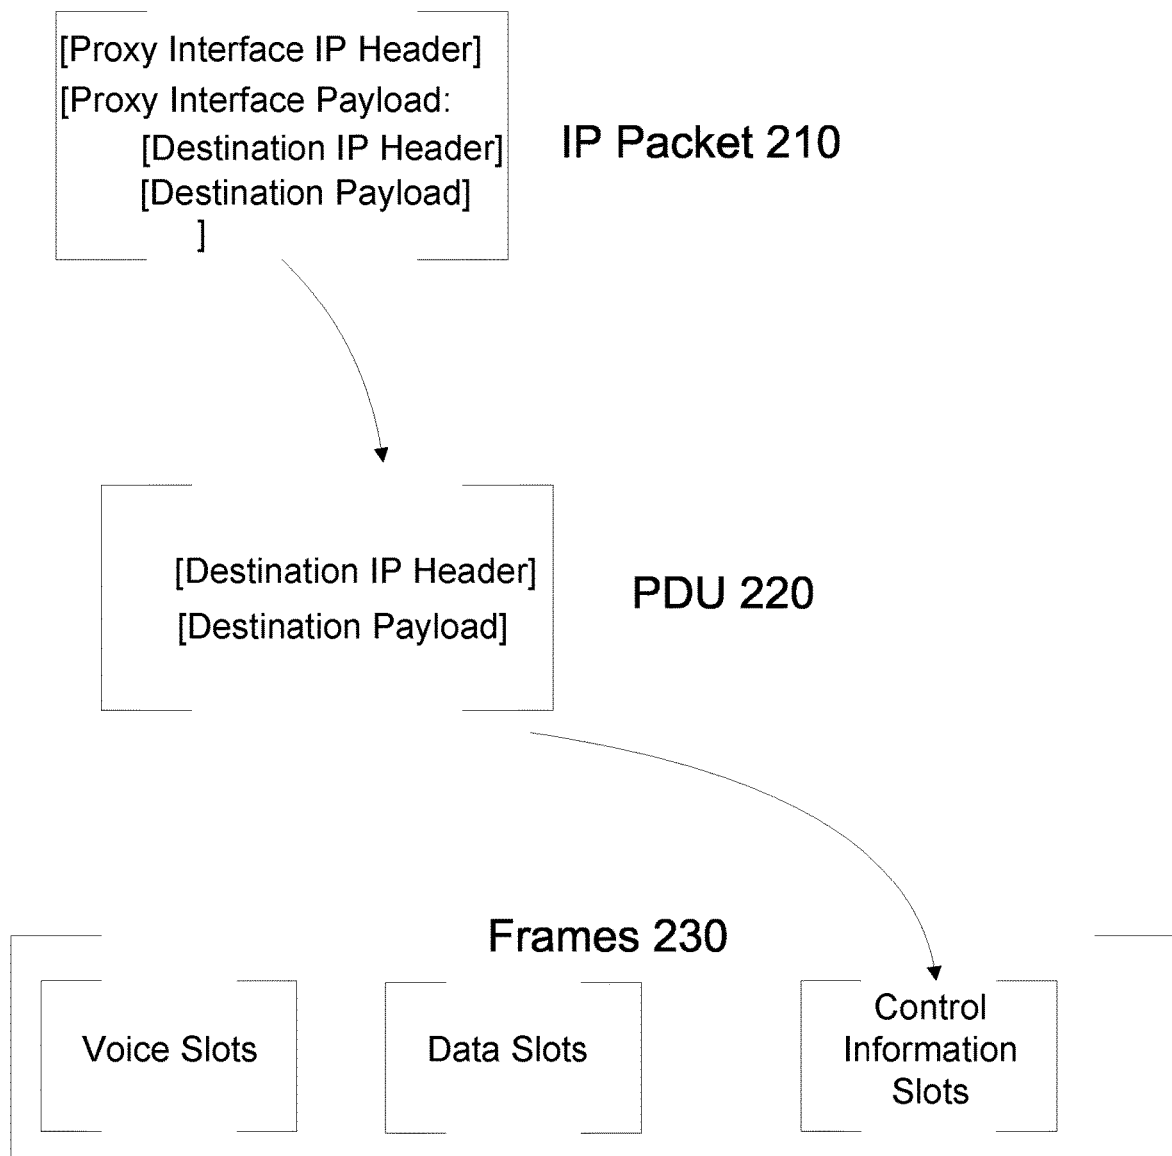 [Proxy Interface IP Header]
[Proxy Interface Payload:
[Destination IP Header]
[Destination Payload]
]
IP Packet 210
[Destination IP Header]
[Destination Payload]
PDU 220
Frames 230
Voice Slots
Data Slots
Control
Information
Slots